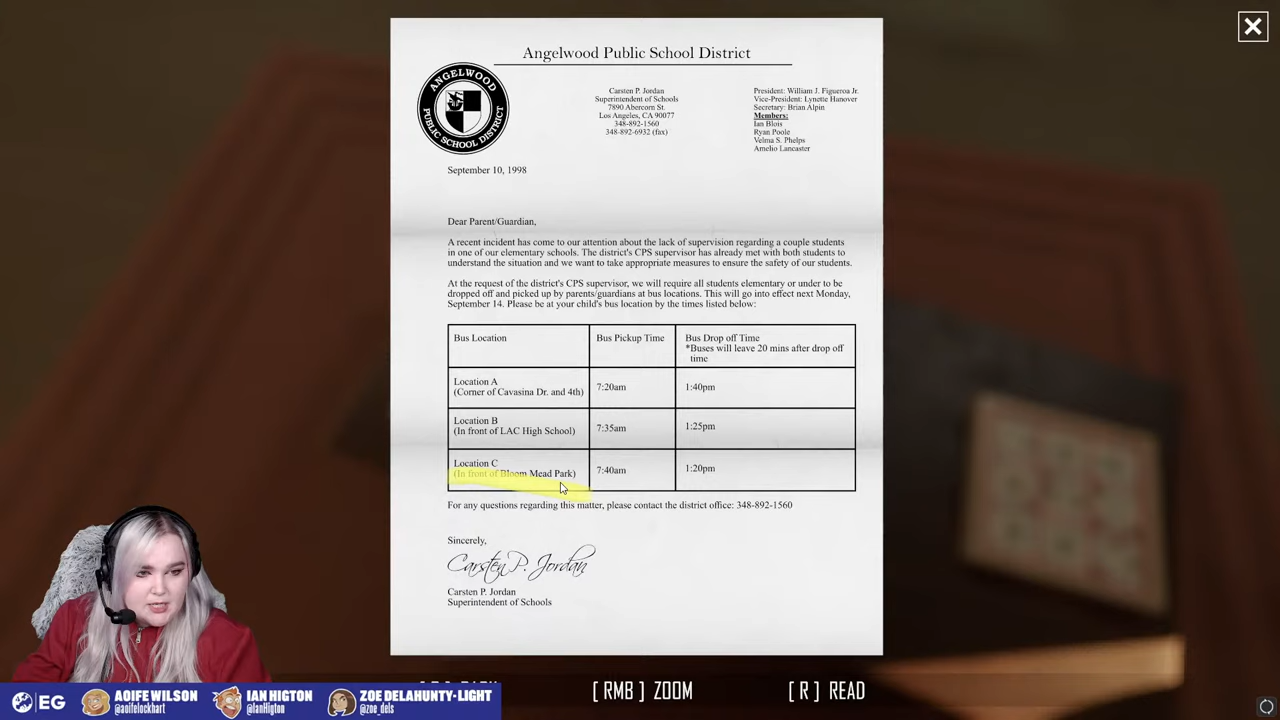 Angelwood Public School District
ANGELWOOD
PUBLIC SCHOOL DISTRICT
Carsten P. Jordan
Superintendent of Schools
7890 Abercorn St.
Los Angeles, CA 90077
348-892-1560
348-892-6932 (fax)
President: William J. Figueroa Jr.
Vice-President: Lynette Hanover
Secretary: Brian Alpin
Members:
Ian Blois
Ryan Poole
Velma S. Phelps
Amelio Lancaster
September 10, 1998
Dear Parent/Guardian,
A recent incident has come to our attention about the lack of supervision regarding a couple students
in one of our elementary schools. The district's CPS supervisor has already met with both students to
understand the situation and we want to take appropriate measures to ensure the safety of our students.
At the request of the district's CPS supervisor, we will require all students elementary or under to be
dropped off and picked up by parents/guardians at bus locations. This will go into effect next Monday,
September 14. Please be at your child's bus location by the times listed below:
Bus Location
Bus Pickup Time
Bus Drop off Time
*Buses will leave 20 mins after drop off
time
Location A
(Corner of Cavasina Dr. and 4th)
7:20am
1:40pm
Location B
(In front of LAC High School)
7:35am
1:25pm
Location C
(In front of Bloom Mead Park)
7:40am
1:20pm
For any questions regarding this matter, please contact the district office: 348-892-1560
Sincerely,
Carsten P. Jordan
Carsten P. Jordan
Superintendent of Schools
[ RMB ] ZOOM
[ R ] READ
EG
AOIFE WILSON
@aoifelockhart
IAN HIGTON
@IanHigton
ZOE DELAHUNTY-LIGHT
@zoe_dels